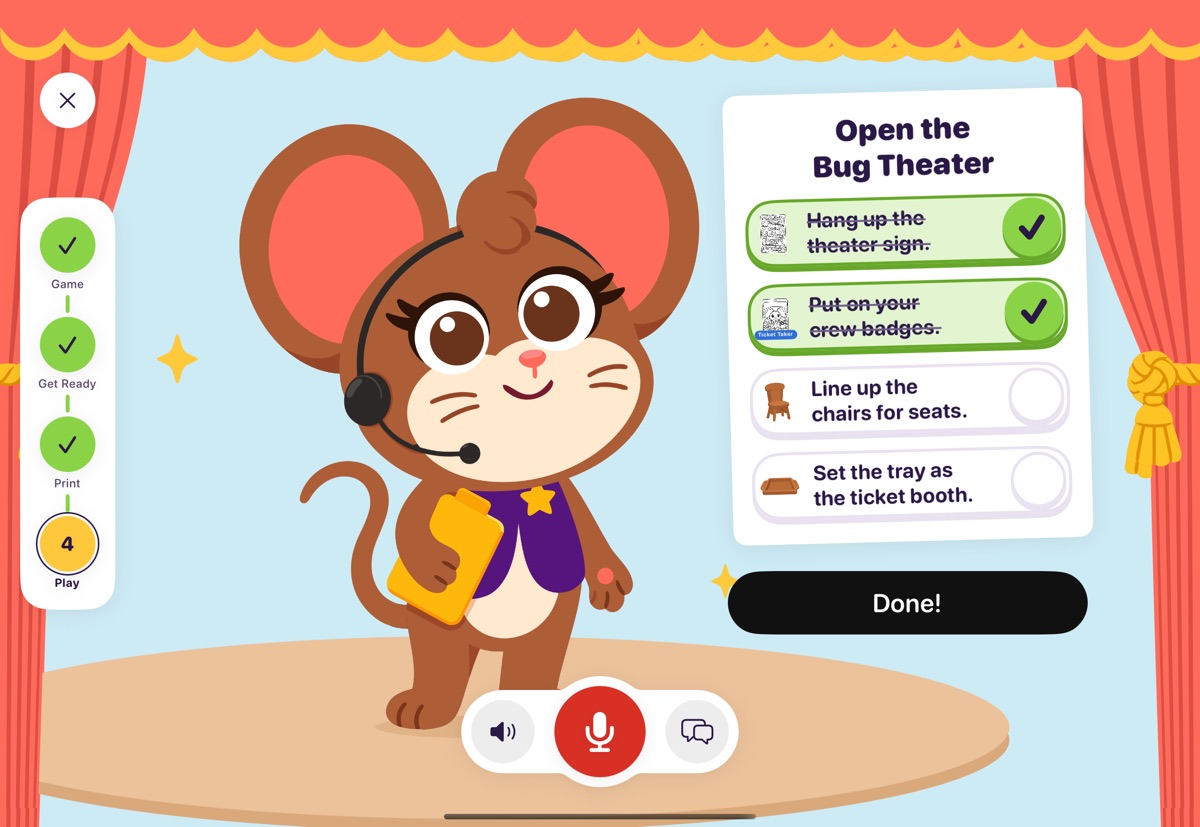 Game
Get Ready
Print
4
Play
Open the
Bug Theater
Hang up the
theater sign.
Put on your
crew badges.
Ticket Taker
Line up the
chairs for seats.
Set the tray as
the ticket booth.
Done!